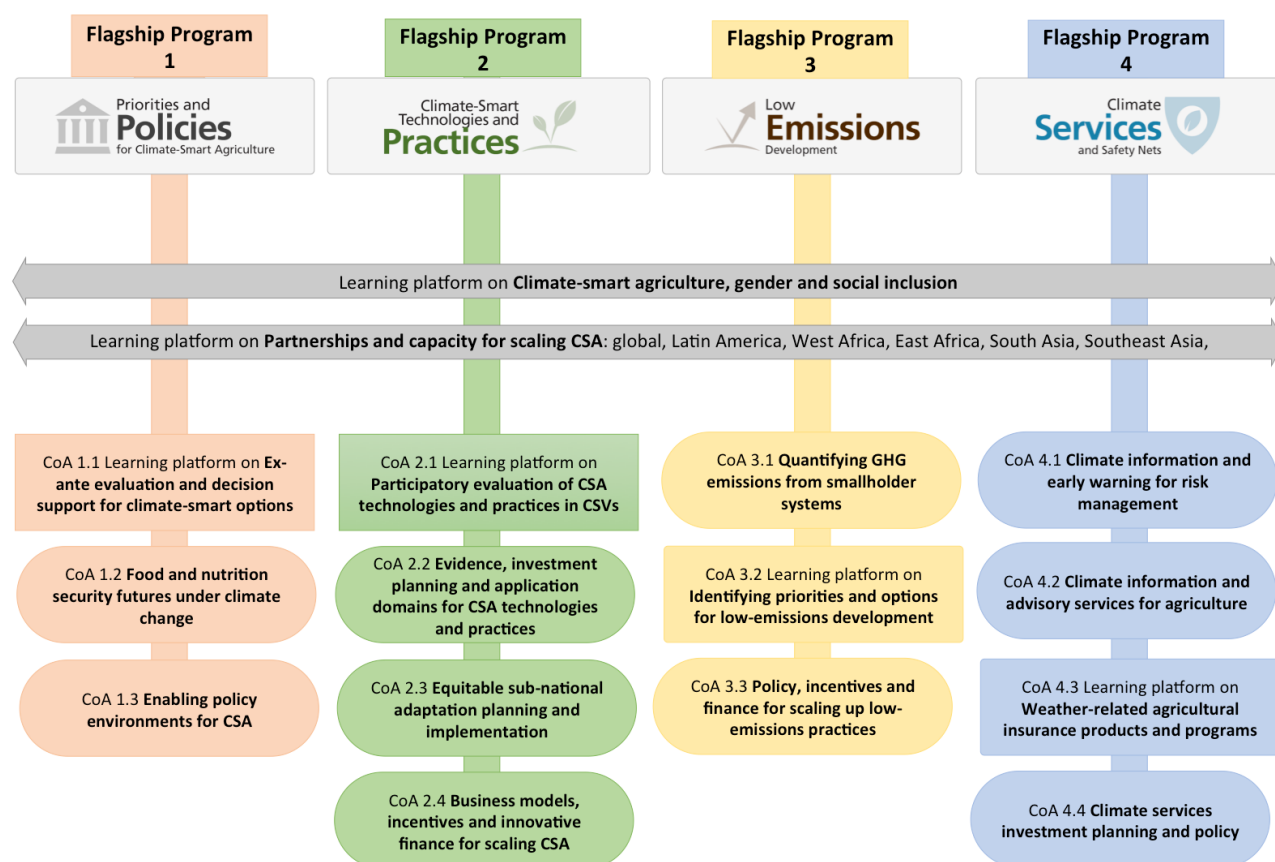 Flagship Program
1
Priorities and
Policies
for Climate-Smart Agriculture
Flagship Program
2
Climate-Smart
Technologies and
Practices
Flagship Program
3
Low
Emissions
Development
Flagship Program
4
Climate
Services
and Safety Nets
Learning platform on Climate-smart agriculture, gender and social inclusion
Learning platform on Partnerships and capacity for scaling CSA: global, Latin America, West Africa, East Africa, South Asia, Southeast Asia,
CoA 1.1 Learning platform on Ex-
ante evaluation and decision
support for climate-smart options
CoA 1.2 Food and nutrition
security futures under climate
change
CoA 1.3 Enabling policy
environments for CSA
CoA 2.1 Learning platform on
Participatory evaluation of CSA
technologies and practices in CSVs
CoA 2.2 Evidence, investment
planning and application
domains for CSA technologies
and practices
CoA 2.3 Equitable sub-national
adaptation planning and
implementation
CoA 2.4 Business models,
incentives and innovative
finance for scaling CSA
CoA 3.1 Quantifying GHG
emissions from smallholder
systems
CoA 3.2 Learning platform on
Identifying priorities and options
for low-emissions development
CoA 3.3 Policy, incentives and
finance for scaling up low-
emissions practices
CoA 4.1 Climate information and
early warning for risk
management
CoA 4.2 Climate information and
advisory services for agriculture
CoA 4.3 Learning platform on
Weather-related agricultural
insurance products and programs
CoA 4.4 Climate services
investment planning and policy